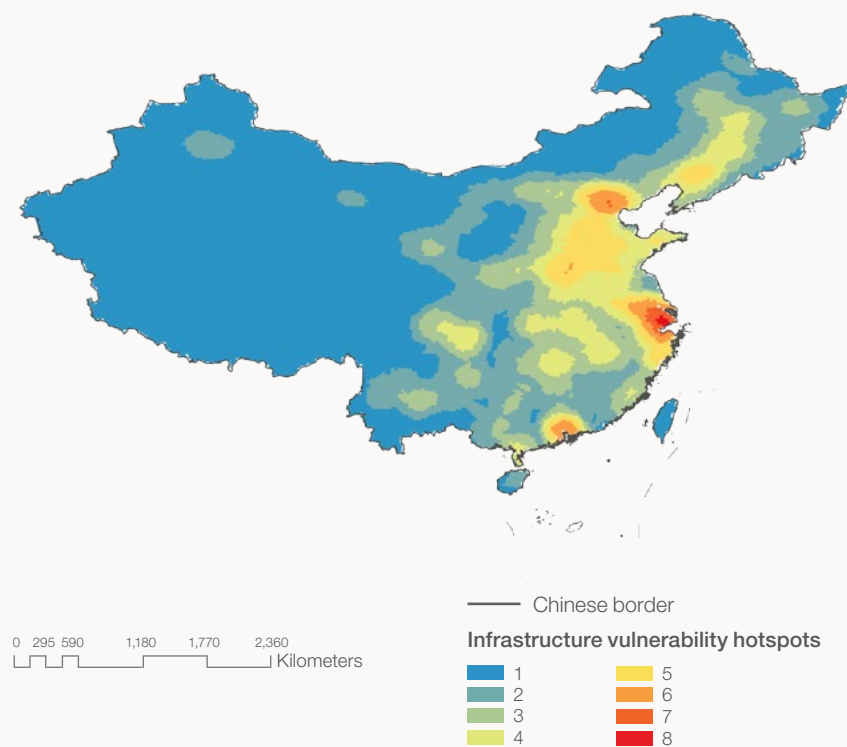 Chinese border
0 295 590 1,180 1,770 2,360
Kilometers
Infrastructure vulnerability hotspots
1
2
3
4
5
6
7
8